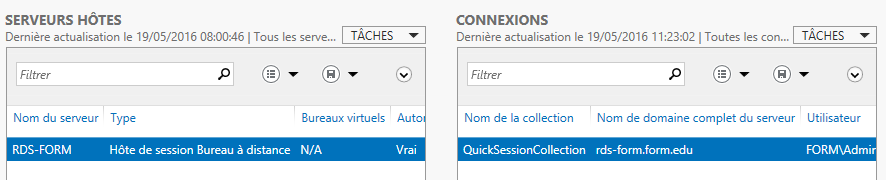 SERVEURS HÔTES
Dernière actualisation le 19/05/2016 08:00:46 | Tous les serve... TÂCHES
Filtrer
Nom du serveur Type Bureaux virtuels Autor
RDS-FORM Hôte de session Bureau à distance N/A Vrai
CONNEXIONS
Dernière actualisation le 19/05/2016 11:23:02 | Toutes les con... TÂCHES
Filtrer
Nom de la collection Nom de domaine complet du serveur Utilisateur
QuickSessionCollection rds-form.form.edu FORM\Admin